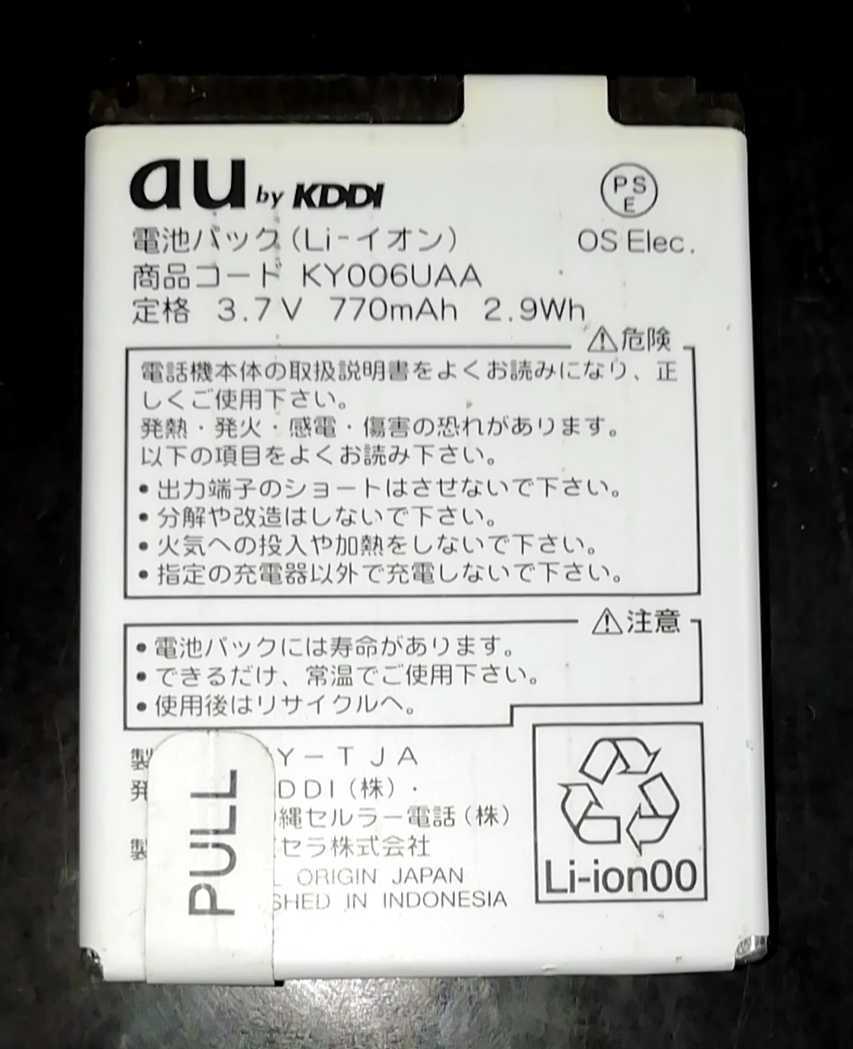 au by KDDI
PSE
電池パック(Li-イオン)
OS Elec.
商品コード KY006UAA
定格 3.7V 770mAh 2.9Wh
⚠危険
電話機本体の取扱説明書をよくお読みになり、正
しくご使用下さい。
発熱・発火・感電・傷害の恐れがあります。
以下の項目をよくお読み下さい。
•出力端子のショートはさせないで下さい。
•分解や改造はしないで下さい。
•火気への投入や加熱をしないで下さい。
•指定の充電器以外で充電しないで下さい。
⚠注意
•電池パックには寿命があります。
•できるだけ、常温でご使用下さい。
•使用後はリサイクルへ。
製 Y-TJA
発 DDI(株)・
縄セルラー電話(株)
製 セラ株式会社
L ORIGIN JAPAN
SHED IN INDONESIA
PULL
Li-ion00